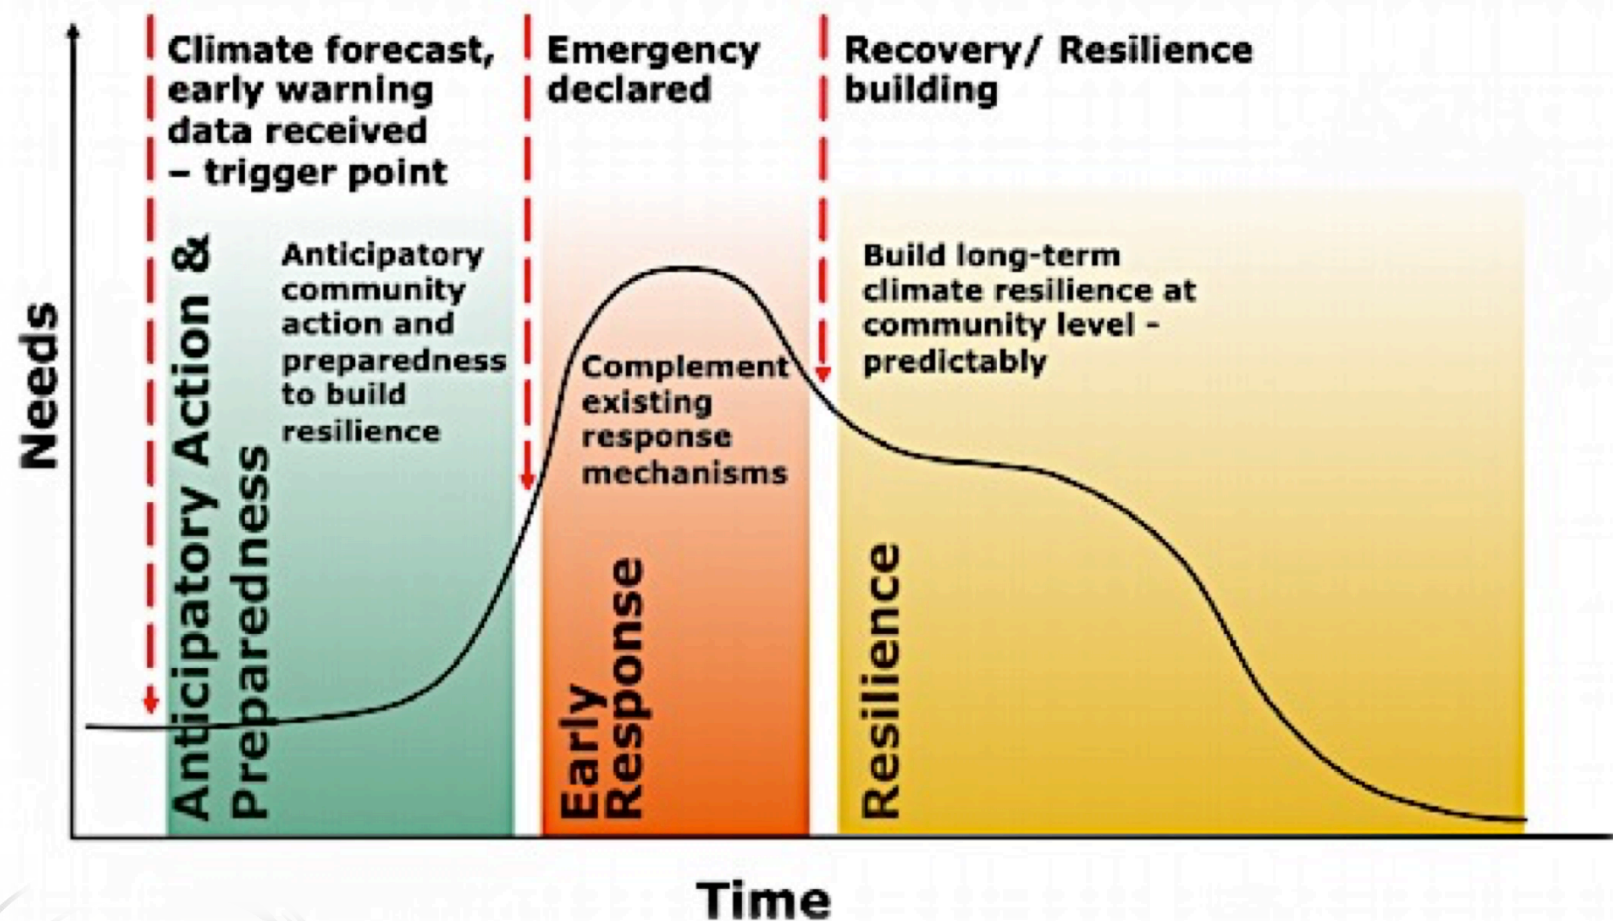 Climate forecast,
early warning
data received
– trigger point
Emergency
declared
Recovery/ Resilience
building
Anticipatory
community
action and
preparedness
to build
resilience
Complement
existing
response
mechanisms
Build long-term
climate resilience at
community level -
predictably
Anticipatory Action &
Preparedness
Early
Response
Resilience
Needs
Time